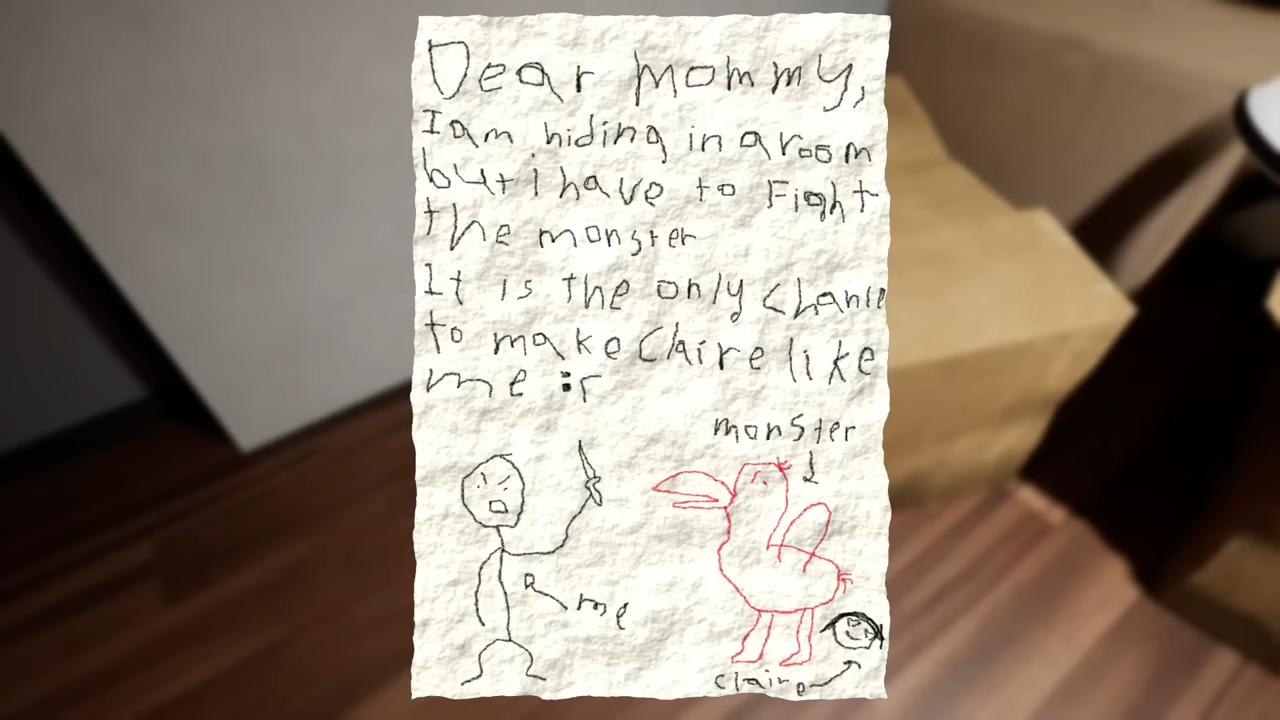 Dear Mommy,
I am hiding in a room
but i have to Fight
the monster
It is the only chance
to make Claire like
me :r
monster
me
Claire